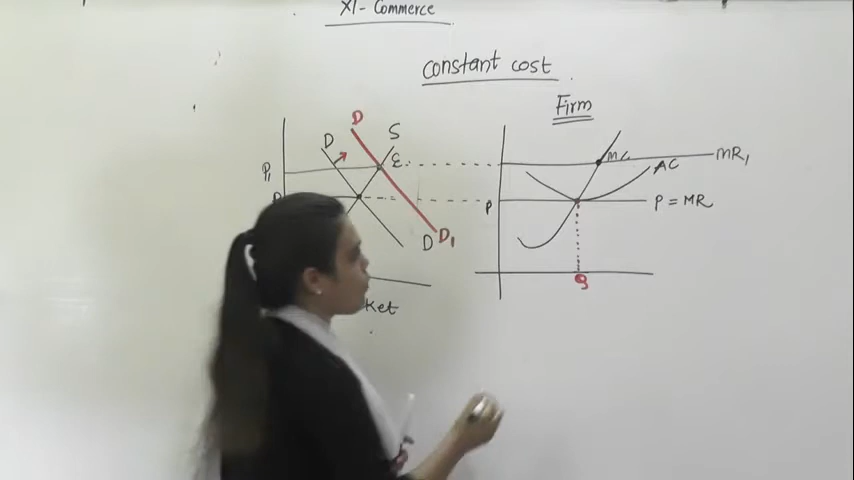 XI- Commerce
constant cost
Firm
D
D
S
E
P1
D
D1
ket
MC
MR1
AC
P
P = MR
Q